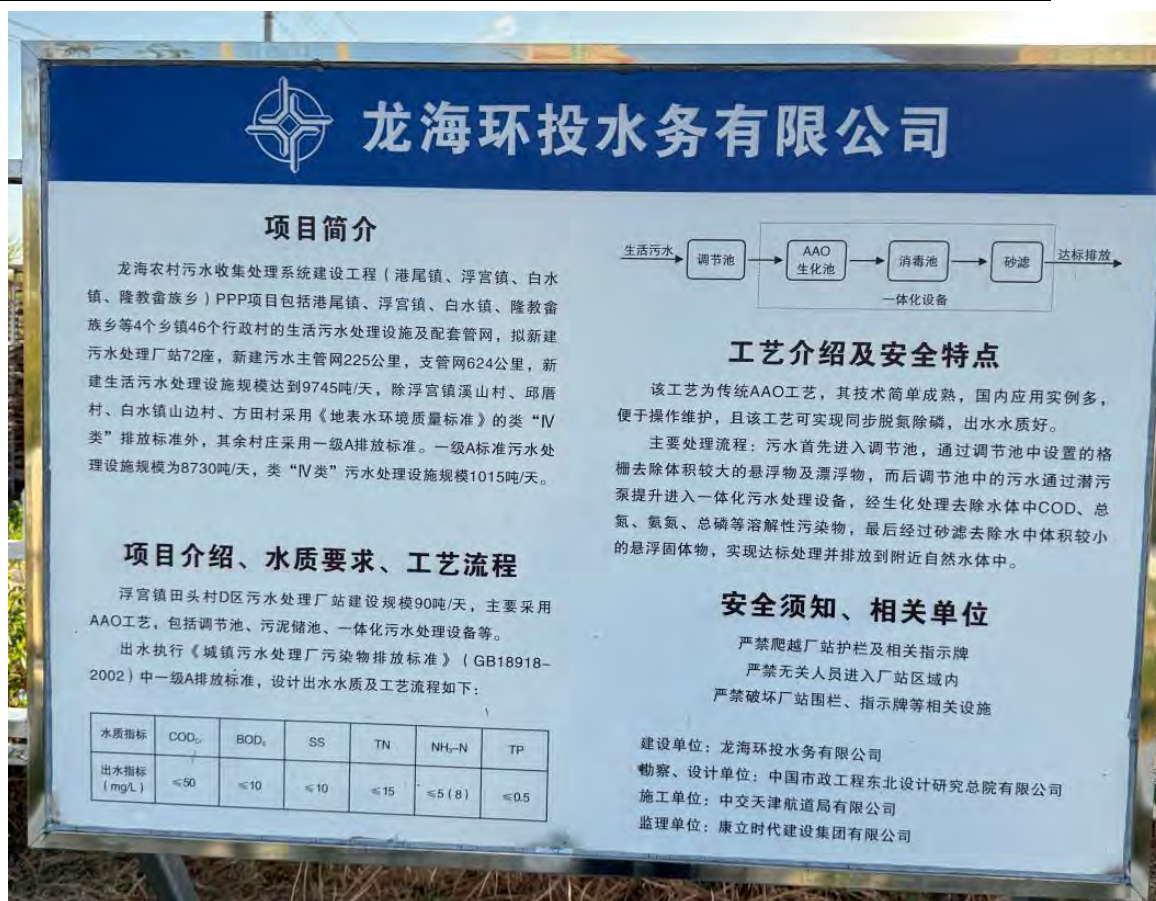 龙海环投水务有限公司
项目简介
龙海农村污水收集处理系统建设工程（港尾镇、浮宫镇、白水
镇、隆教畲族乡）PPP项目包括港尾镇、浮宫镇、白水镇、隆教畲
族乡等4个乡镇46个行政村的生活污水处理设施及配套管网，拟新建
污水处理厂站72座，新建污水主管网225公里，支管网624公里，新
建生活污水处理设施规模达到9745吨/天，除浮宫镇溪山村、邱厝
村、白水镇山边村、方田村采用《地表水环境质量标准》的类“Ⅳ
类”排放标准外，其余村庄采用一级A排放标准。一级A标准污水处
理设施规模为8730吨/天，类“Ⅳ类”污水处理设施规模1015吨/天。
项目介绍、水质要求、工艺流程
浮宫镇田头村D区污水处理厂站建设规模90吨/天，主要采用
AAO工艺，包括调节池、污泥储池、一体化污水处理设备等。
出水执行《城镇污水处理厂污染物排放标准》（GB18918-
2002）中一级A排放标准，设计出水水质及工艺流程如下：
水质指标 COD_Cr BOD₅ SS TN NH₃-N TP
出水指标
（mg/L） ≤50 ≤10 ≤10 ≤15 ≤5（8） ≤0.5
生活污水 调节池 AAO
生化池 消毒池 砂滤 达标排放
一体化设备
工艺介绍及安全特点
该工艺为传统AAO工艺，其技术简单成熟，国内应用实例多，
便于操作维护，且该工艺可实现同步脱氮除磷，出水水质好。
主要处理流程：污水首先进入调节池，通过调节池中设置的格
栅去除体积较大的悬浮物及漂浮物，而后调节池中的污水通过潜污
泵提升进入一体化污水处理设备，经生化处理去除水体中COD、总
氮、氨氮、总磷等溶解性污染物，最后经过砂滤去除水中体积较小
的悬浮固体物，实现达标处理并排放到附近自然水体中。
安全须知、相关单位
严禁爬越厂站护栏及相关指示牌
严禁无关人员进入厂站区域内
严禁破坏厂站围栏、指示牌等相关设施
建设单位：龙海环投水务有限公司
勘察、设计单位：中国市政工程东北设计研究总院有限公司
施工单位：中交天津航道局有限公司
监理单位：康立时代建设集团有限公司